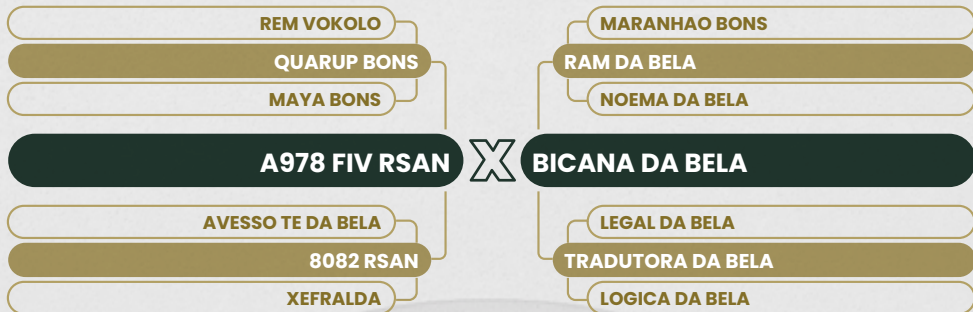 REM VOKOLO
QUARUP BONS
MAYA BONS
A978 FIV RSAN
AVESSO TE DA BELA
8082 RSAN
XEFRALDA
X
MARANHAO BONS
RAM DA BELA
NOEMA DA BELA
BICANA DA BELA
LEGAL DA BELA
TRADUTORA DA BELA
LOGICA DA BELA